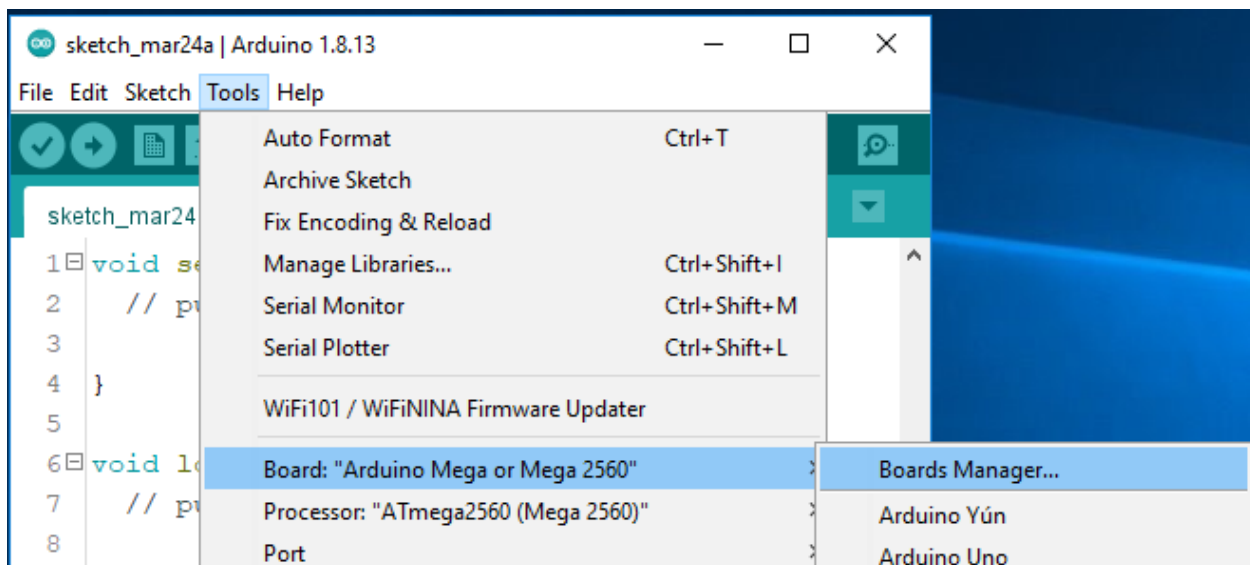 sketch_mar24a | Arduino 1.8.13
File Edit Sketch Tools Help
Auto Format Ctrl+T
Archive Sketch
sketch_mar24
Fix Encoding & Reload
1 void se
Manage Libraries... Ctrl+Shift+I
2 // pu
Serial Monitor Ctrl+Shift+M
3
Serial Plotter Ctrl+Shift+L
4 }
WiFi101 / WiFiNINA Firmware Updater
5
6 void lo
Board: "Arduino Mega or Mega 2560"
Boards Manager...
7 // pu
Processor: "ATmega2560 (Mega 2560)"
Arduino Yún
8
Port
Arduino Uno